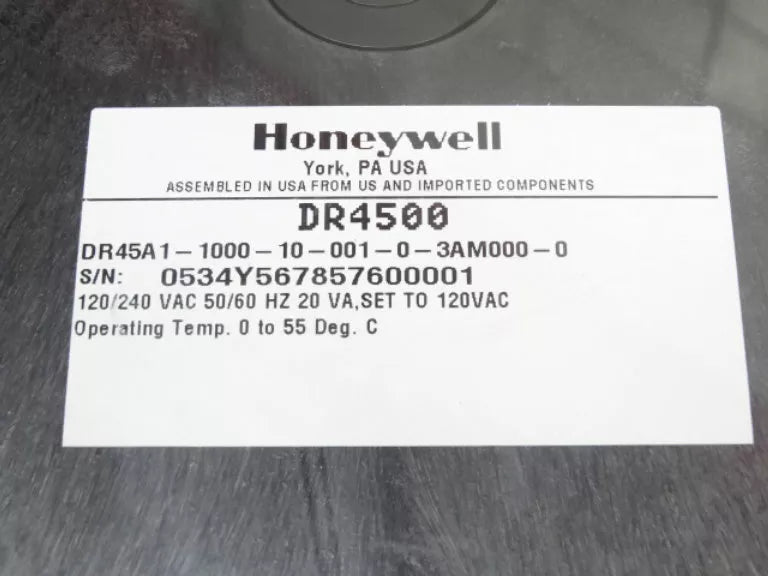 Honeywell
York, PA USA
ASSEMBLED IN USA FROM US AND IMPORTED COMPONENTS
DR4500
DR45A1-1000-10-001-0-3AM000-0
S/N: 0534Y567857600001
120/240 VAC 50/60 HZ 20 VA,SET TO 120VAC
Operating Temp. 0 to 55 Deg. C